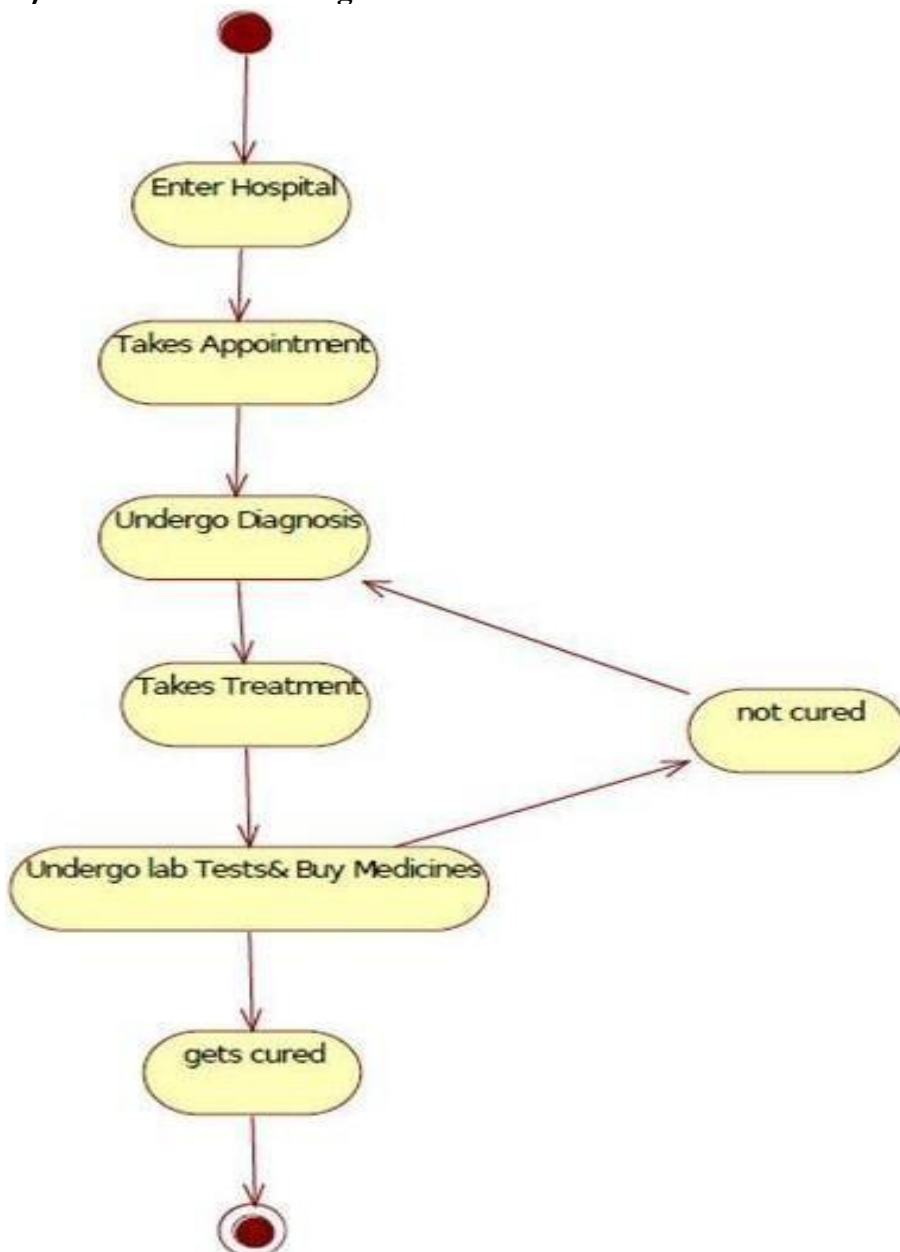 Enter Hospital
Takes Appointment
Undergo Diagnosis
Takes Treatment
not cured
Undergo lab Tests& Buy Medicines
gets cured